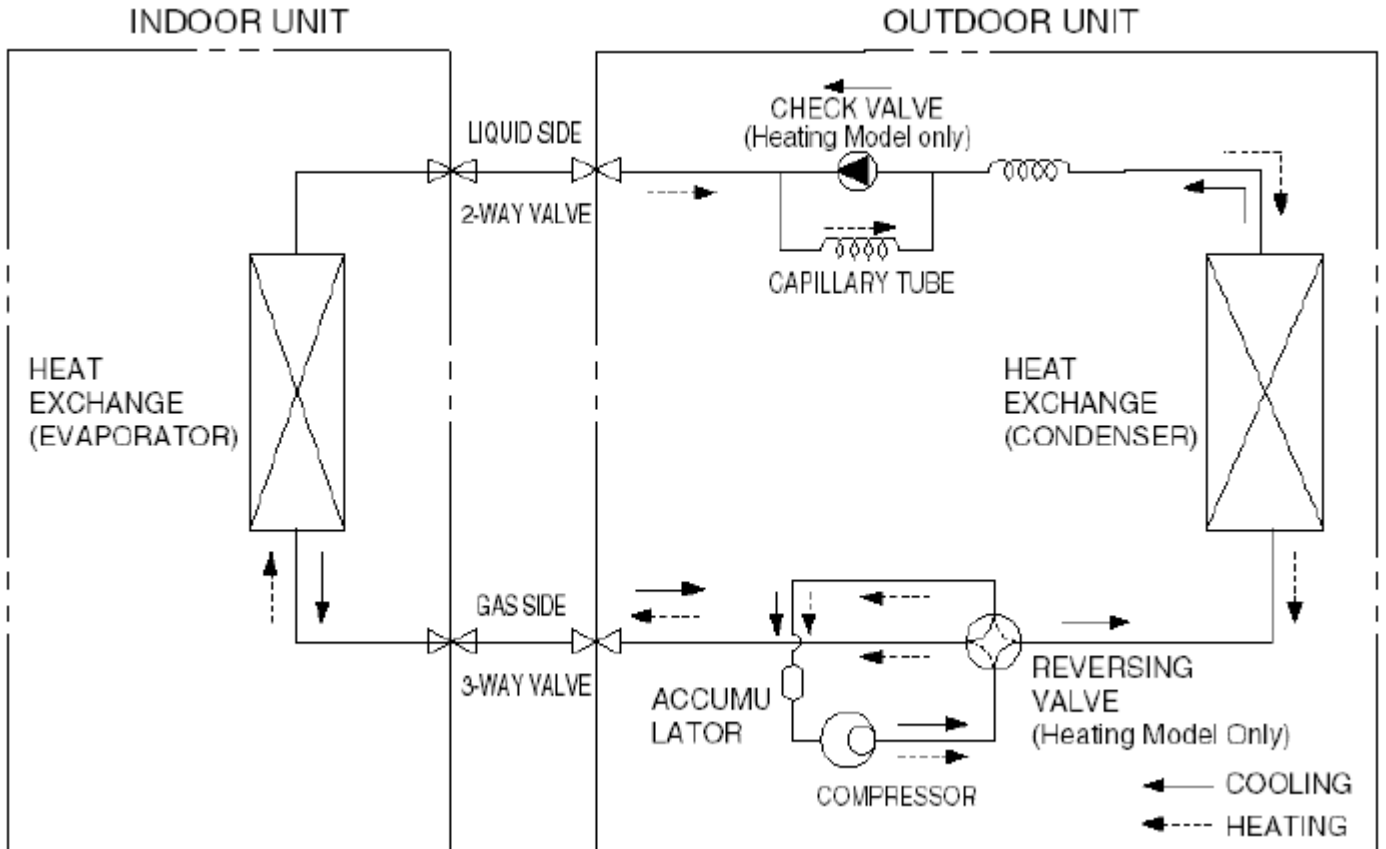 INDOOR UNIT
OUTDOOR UNIT
CHECK VALVE
(Heating Model only)
LIQUID SIDE
2-WAY VALVE
CAPILLARY TUBE
HEAT
EXCHANGE
(EVAPORATOR)
HEAT
EXCHANGE
(CONDENSER)
GAS SIDE
3-WAY VALVE
ACCUMU
LATOR
COMPRESSOR
REVERSING
VALVE
(Heating Model Only)
COOLING
HEATING